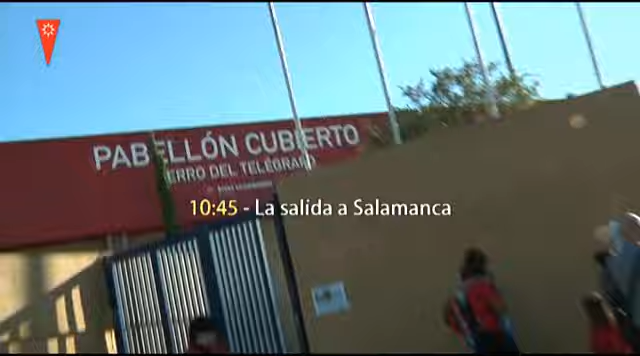 PABELLÓN CUBIERTO
CERRO DEL TELÉGRAFO
10:45 - La salida a Salamanca